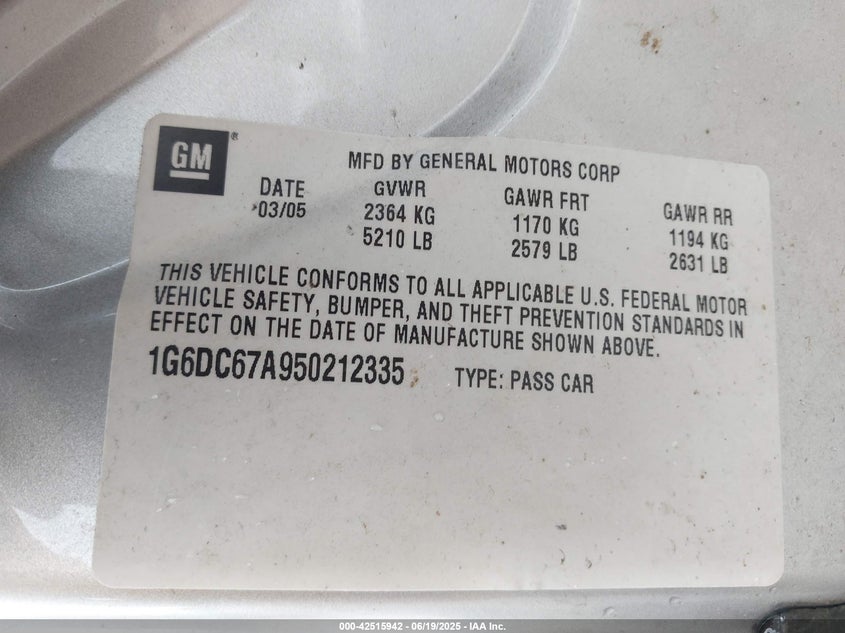 GM
MFD BY GENERAL MOTORS CORP
DATE GVWR GAWR FRT GAWR RR
03/05 2364 KG 1170 KG 1194 KG
5210 LB 2579 LB 2631 LB
THIS VEHICLE CONFORMS TO ALL APPLICABLE U.S. FEDERAL MOTOR
VEHICLE SAFETY, BUMPER, AND THEFT PREVENTION STANDARDS IN
EFFECT ON THE DATE OF MANUFACTURE SHOWN ABOVE.
1G6DC67A950212335 TYPE: PASS CAR
000-42515942 - 06/19/2025 - IAA Inc.